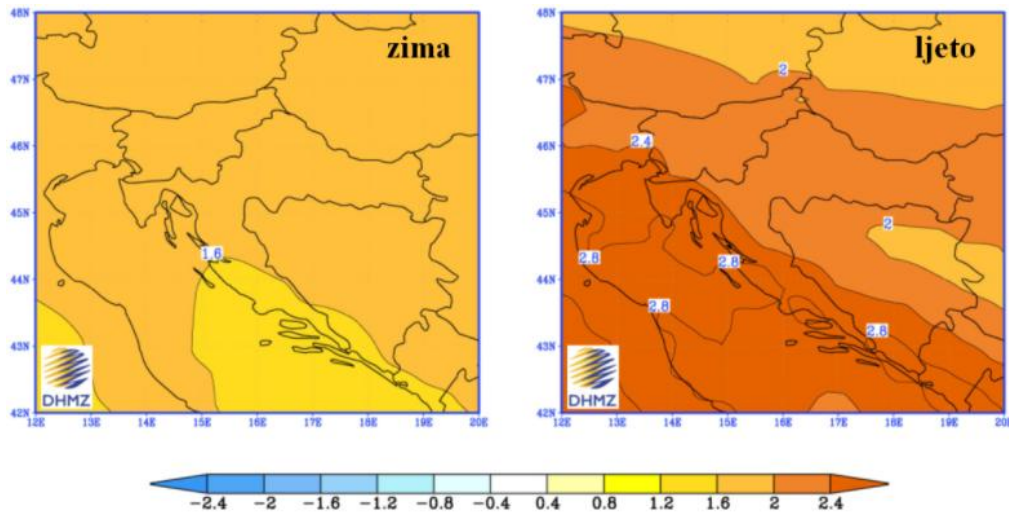 zima
48N
47N
46N
45N
44N
43N
42N
1.6
DHMZ
12E 13E 14E 15E 16E 17E 18E 19E 20E
ljeto
48N
47N
46N
45N
44N
43N
42N
2
2.4
2
2.8
2.8
2.8
2.8
DHMZ
12E 13E 14E 15E 16E 17E 18E 19E 20E
-2.4 -2 -1.6 -1.2 -0.8 -0.4 0.4 0.8 1.2 1.6 2 2.4